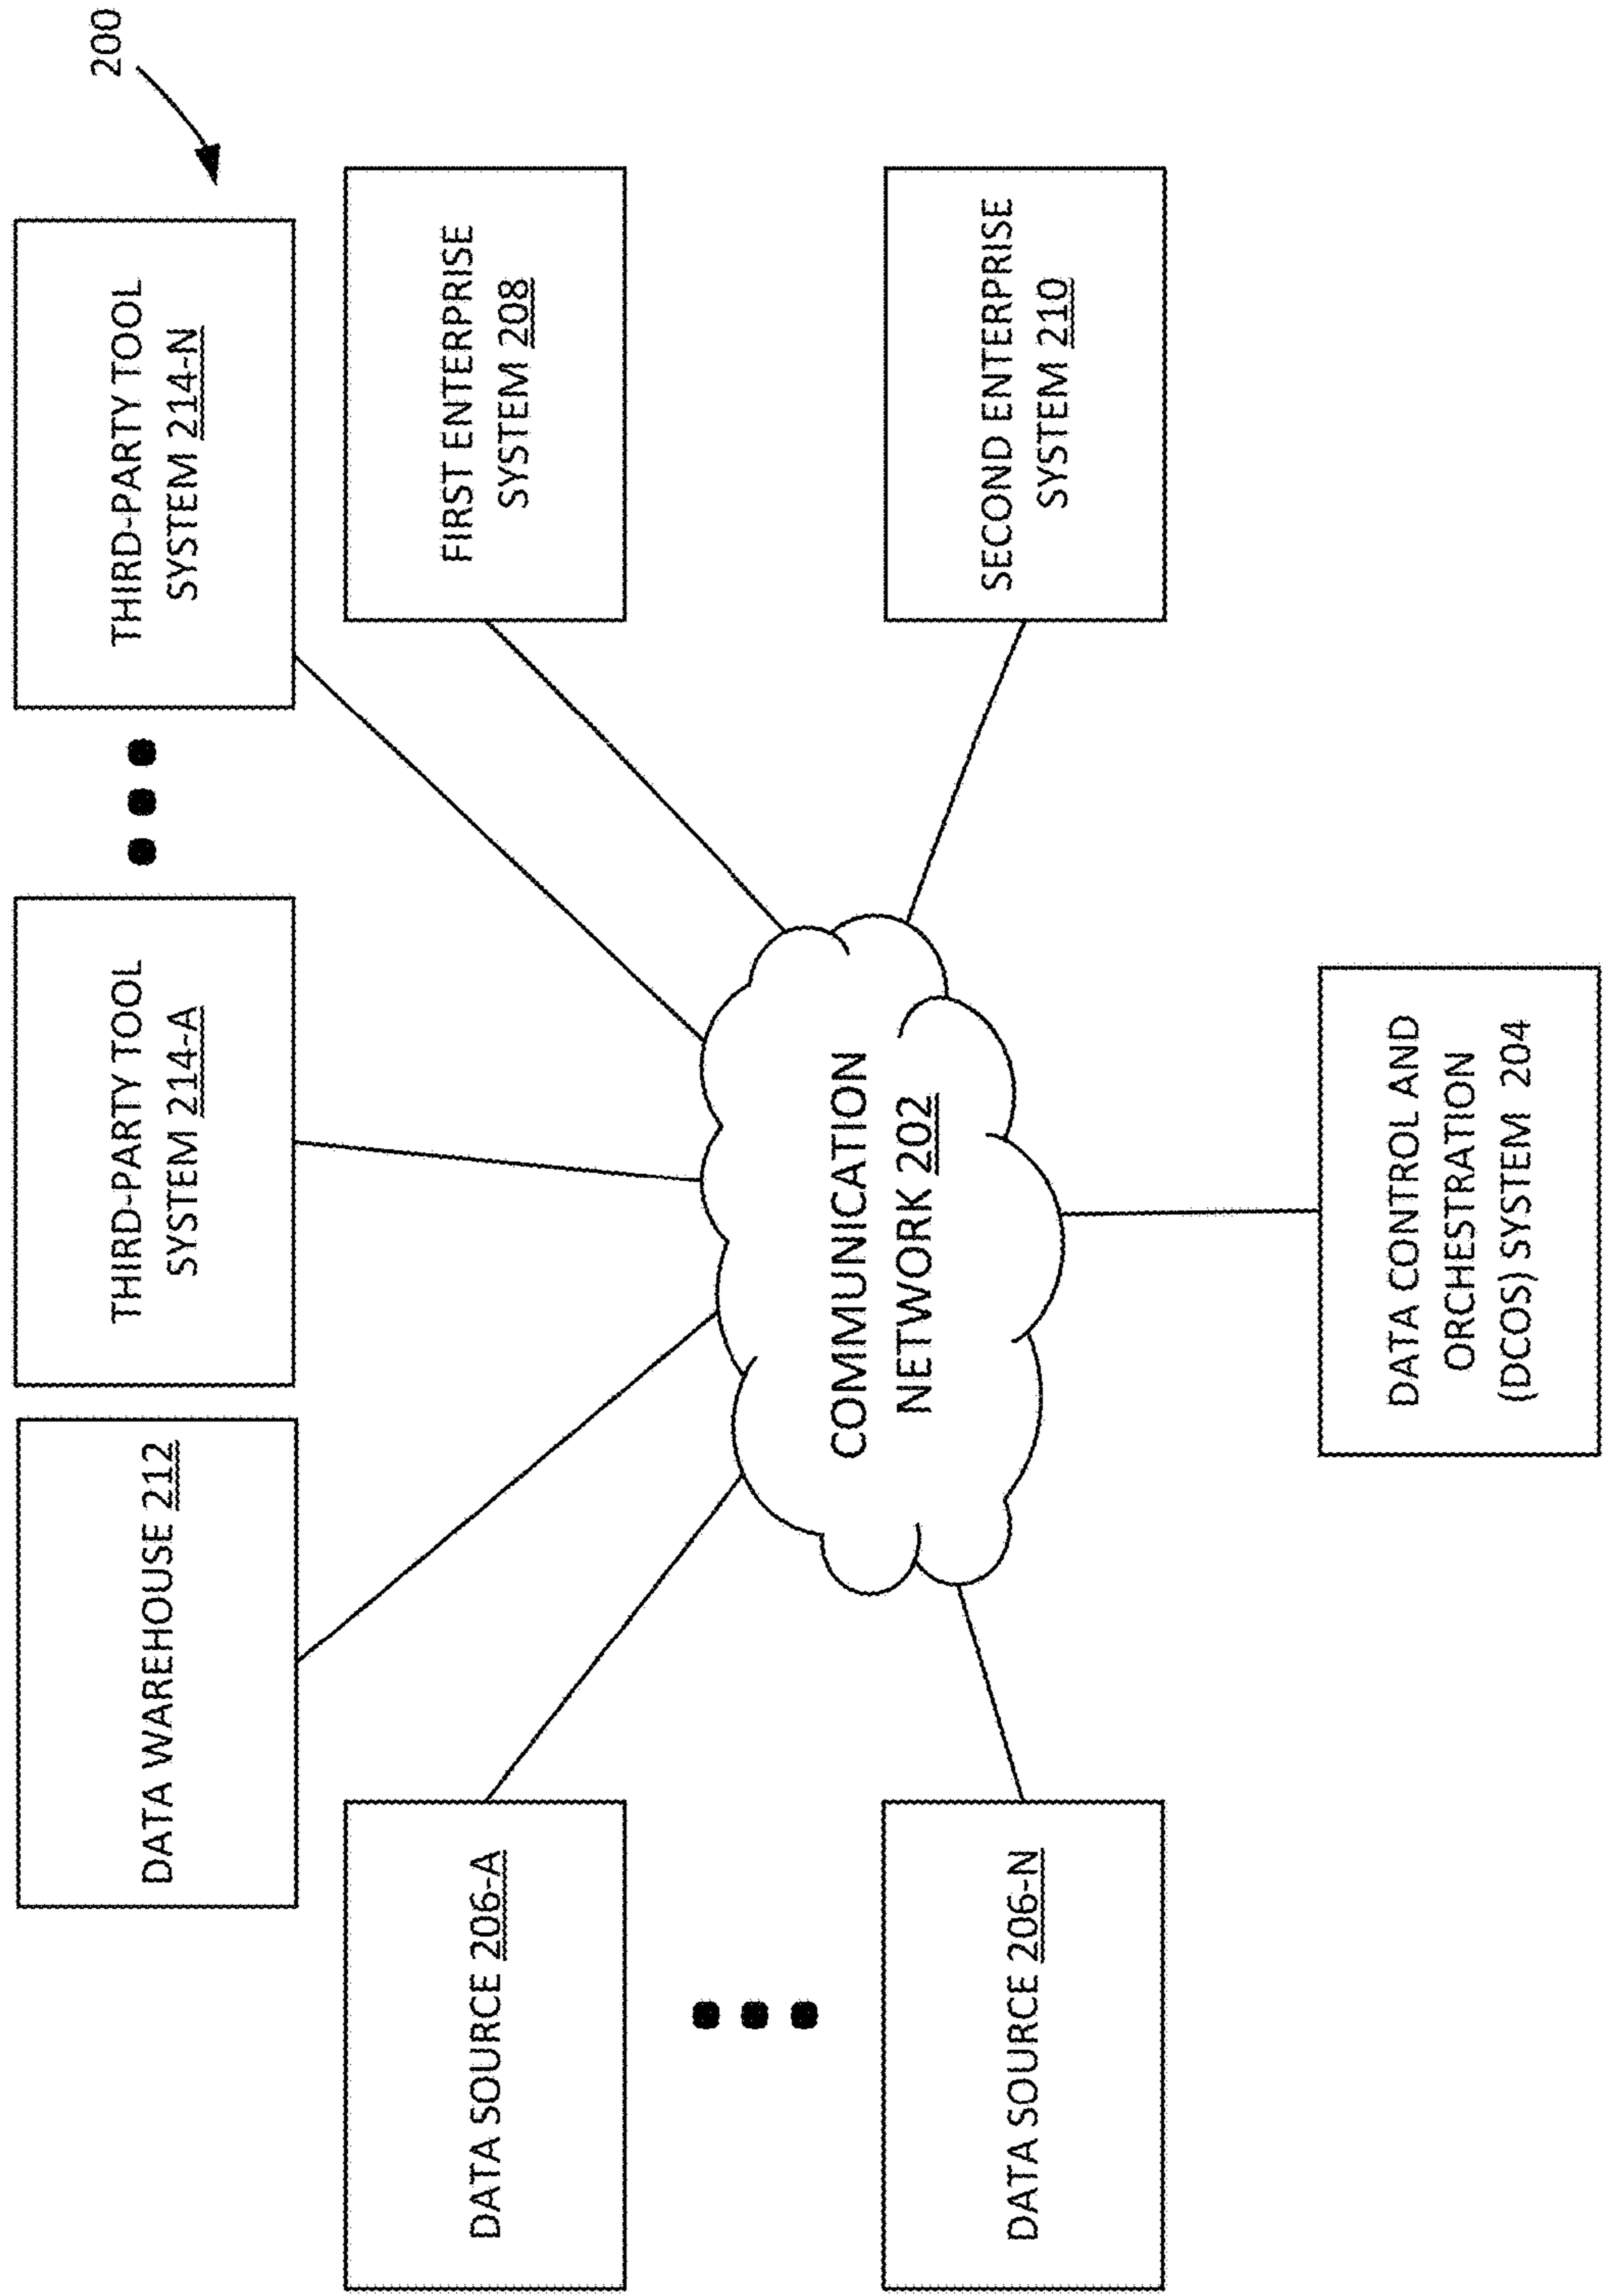 200
DATA WAREHOUSE 212
THIRD-PARTY TOOL
SYSTEM 214-A
THIRD-PARTY TOOL
SYSTEM 214-N
DATA SOURCE 206-A
FIRST ENTERPRISE
SYSTEM 208
COMMUNICATION
NETWORK 202
DATA SOURCE 206-N
SECOND ENTERPRISE
SYSTEM 210
DATA CONTROL AND
ORCHESTRATION
(DCOS) SYSTEM 204